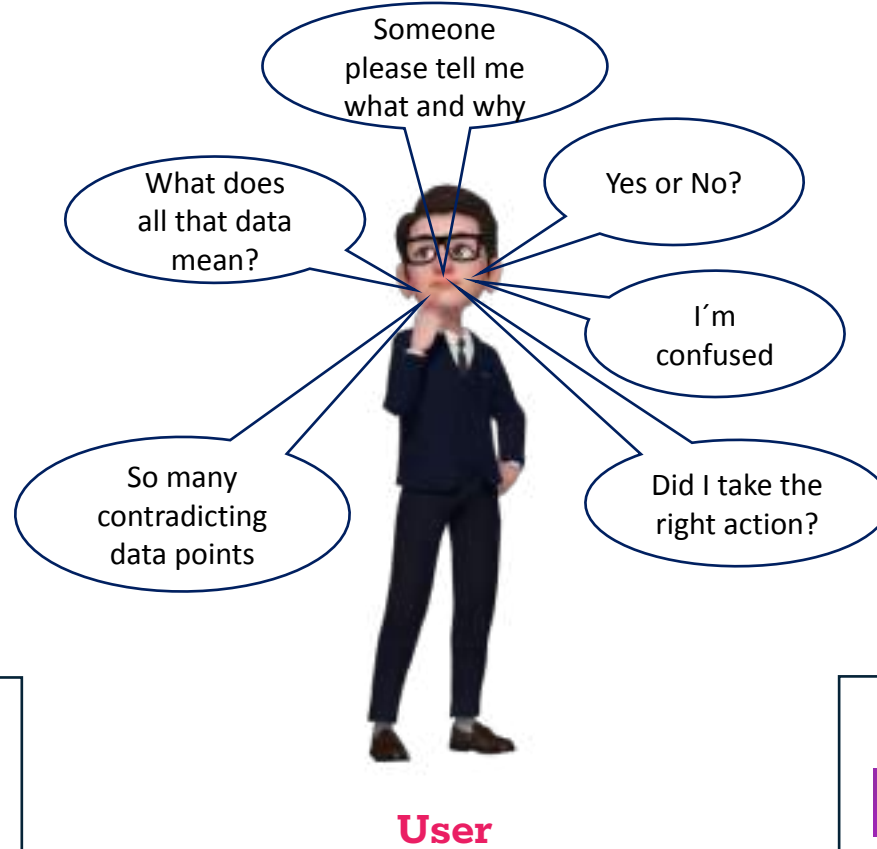 Someone
please tell me
what and why
What does
all that data
mean?
Yes or No?
I´m
confused
So many
contradicting
data points
Did I take the
right action?
User